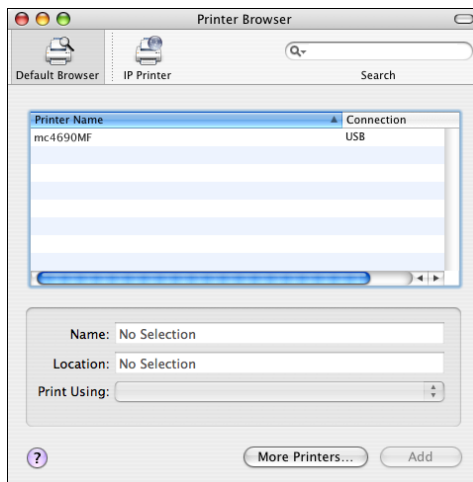 Printer Browser
Default Browser
IP Printer
Search
Printer Name
Connection
mc4690MF
USB
Name: No Selection
Location: No Selection
Print Using:
?
More Printers...
Add